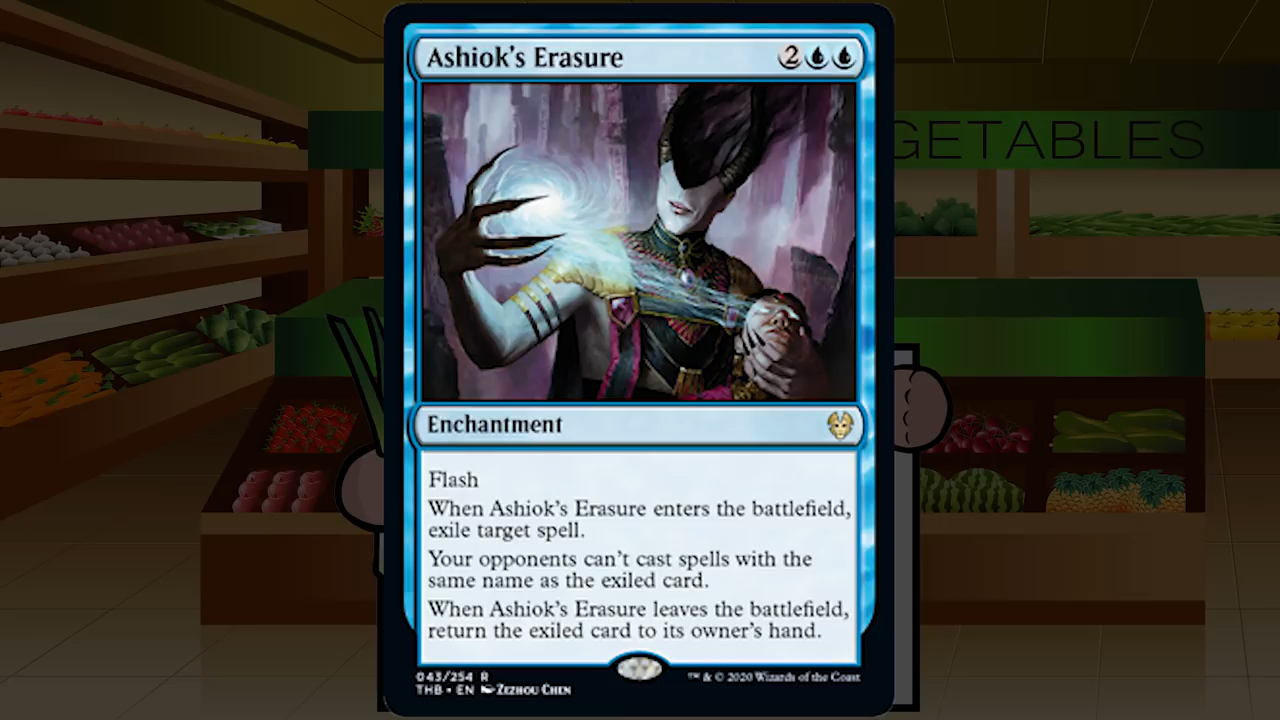 Ashiok's Erasure 2
GETABLES
Enchantment
Flash
When Ashiok's Erasure enters the battlefield,
exile target spell.
Your opponents can't cast spells with the
same name as the exiled card.
When Ashiok's Erasure leaves the battlefield,
return the exiled card to its owner's hand.
043/254 R
THB • EN Zezhou Chen
™ & © 2020 Wizards of the Coast